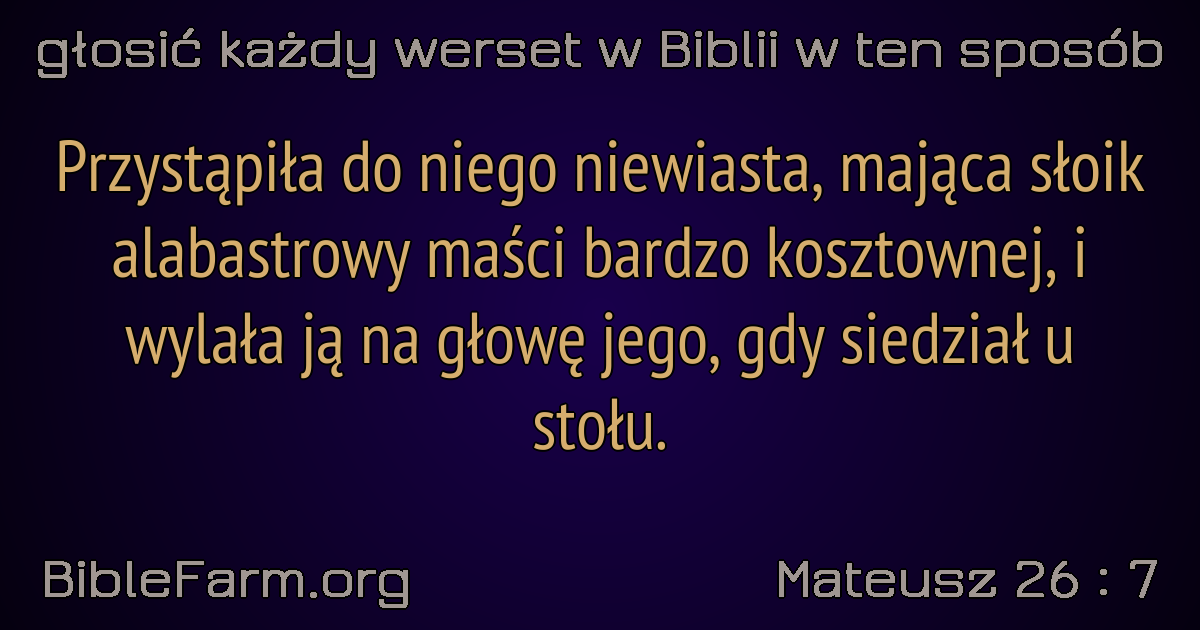 głosić każdy werset w Biblii w ten sposób
Przystąpiła do niego niewiasta, mająca słoik
alabastrowy maści bardzo kosztownej, i
wylała ją na głowę jego, gdy siedział u
stołu.
BibleFarm.org
Mateusz 26 : 7